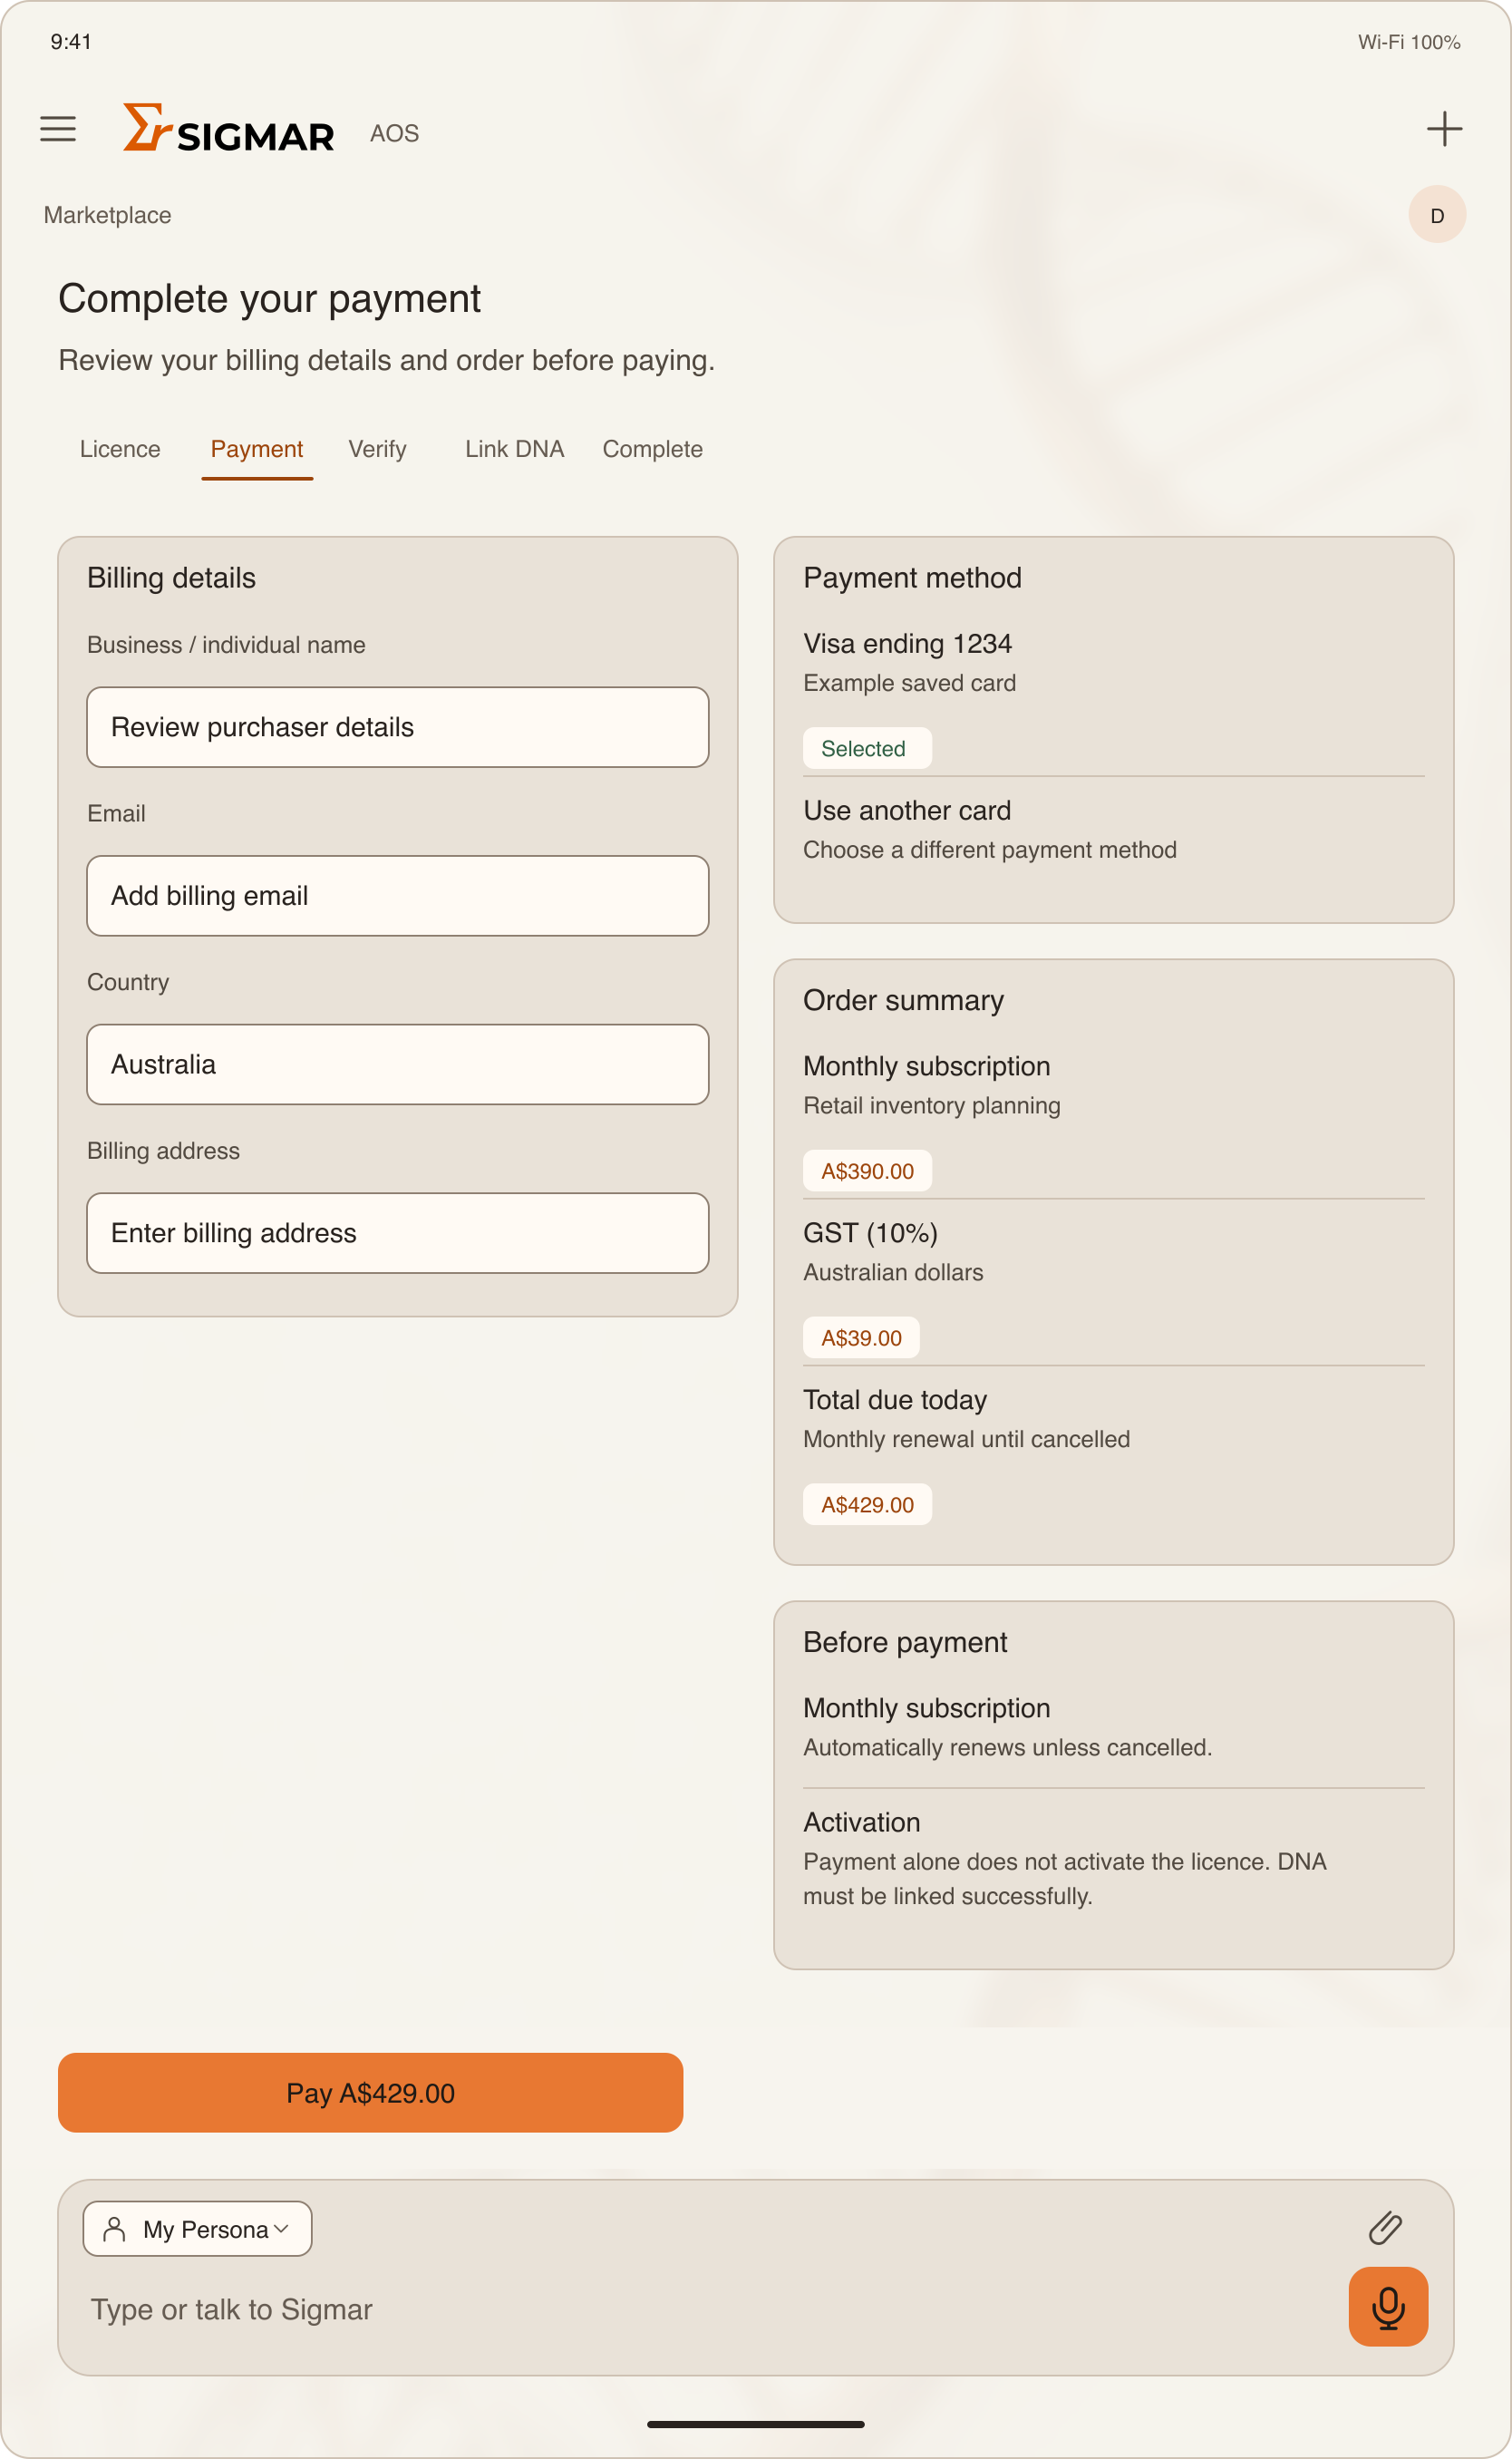 9:41
Wi-Fi 100%
Σr SIGMAR AOS
Marketplace
D
Complete your payment
Review your billing details and order before paying.
Licence
Payment
Verify
Link DNA
Complete
Billing details
Business / individual name
Review purchaser details
Email
Add billing email
Country
Australia
Billing address
Enter billing address
Payment method
Visa ending 1234
Example saved card
Selected
Use another card
Choose a different payment method
Order summary
Monthly subscription
Retail inventory planning
A$390.00
GST (10%)
Australian dollars
A$39.00
Total due today
Monthly renewal until cancelled
A$429.00
Before payment
Monthly subscription
Automatically renews unless cancelled.
Activation
Payment alone does not activate the licence. DNA
must be linked successfully.
Pay A$429.00
My Persona
Type or talk to Sigmar